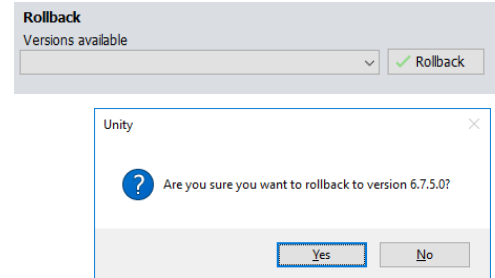 Rollback
Versions available
Rollback
Unity
Are you sure you want to rollback to version 6.7.5.0?
Yes
No